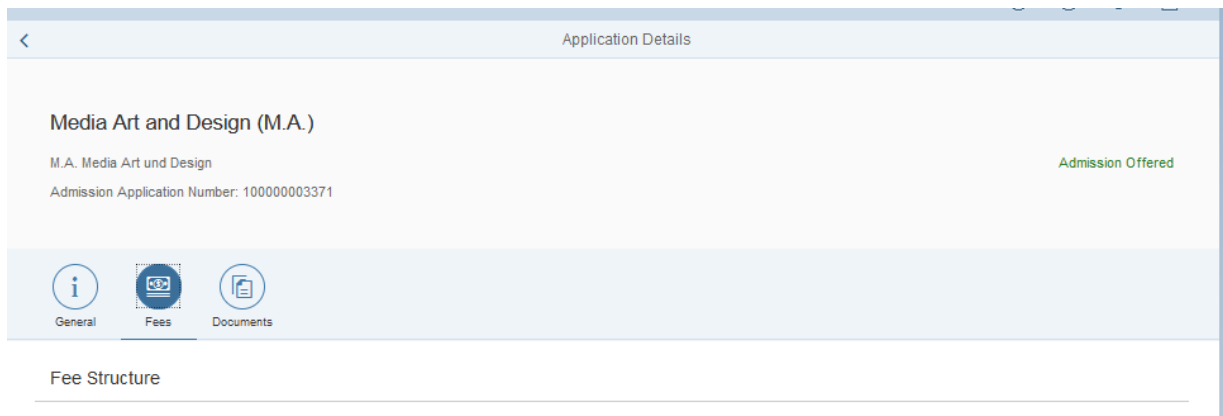 Application Details
Media Art and Design (M.A.)
M.A. Media Art und Design
Admission Offered
Admission Application Number: 100000003371
General
Fees
Documents
Fee Structure